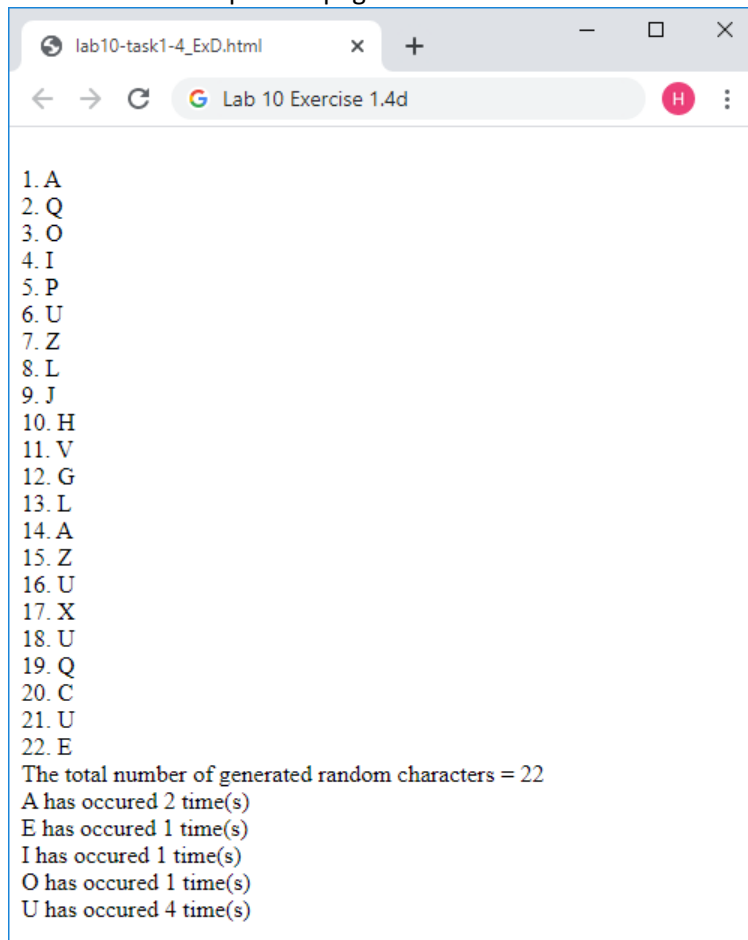 lab10-task1-4_ExD.html
G Lab 10 Exercise 1.4d H
1. A
2. Q
3. O
4. I
5. P
6. U
7. Z
8. L
9. J
10. H
11. V
12. G
13. L
14. A
15. Z
16. U
17. X
18. U
19. Q
20. C
21. U
22. E
The total number of generated random characters = 22
A has occured 2 time(s)
E has occured 1 time(s)
I has occured 1 time(s)
O has occured 1 time(s)
U has occured 4 time(s)